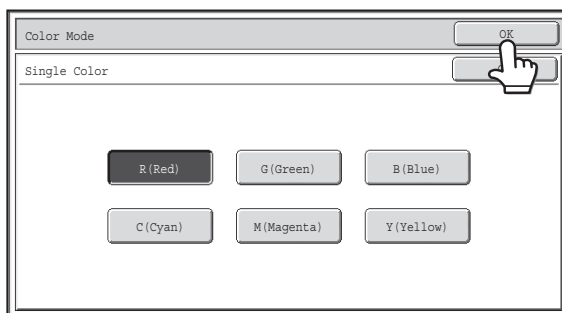 Color Mode
OK
Single Color
R(Red)
G(Green)
B(Blue)
C(Cyan)
M(Magenta)
Y(Yellow)